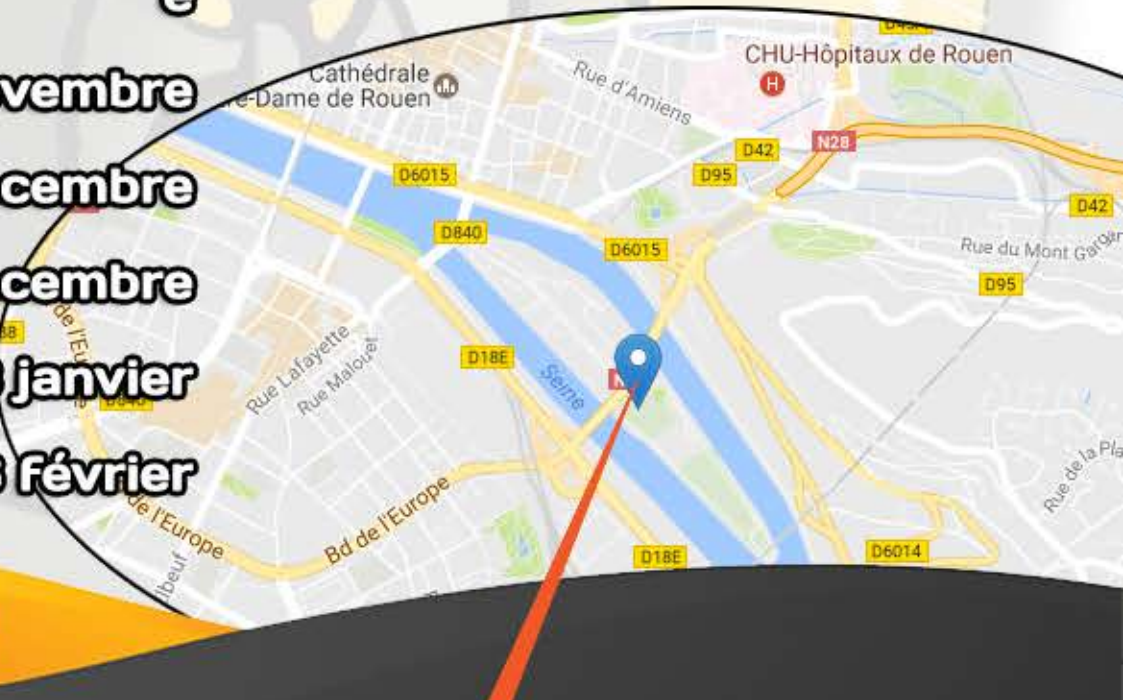 vembre
cembre
cembre
janvier
février
Cathédrale
e-Dame de Rouen
CHU-Hôpitaux de Rouen
H
Rue d'Amiens
N28
D42
D95
D6015
D42
D840
D6015
Rue du Mont Gargan
D95
de l'Eu
Rue Lafayette
Rue Malouet
D18E
Seine
Rue de la Pla
de l'Europe
Bd de l'Europe
D18E
D6014
lbeuf